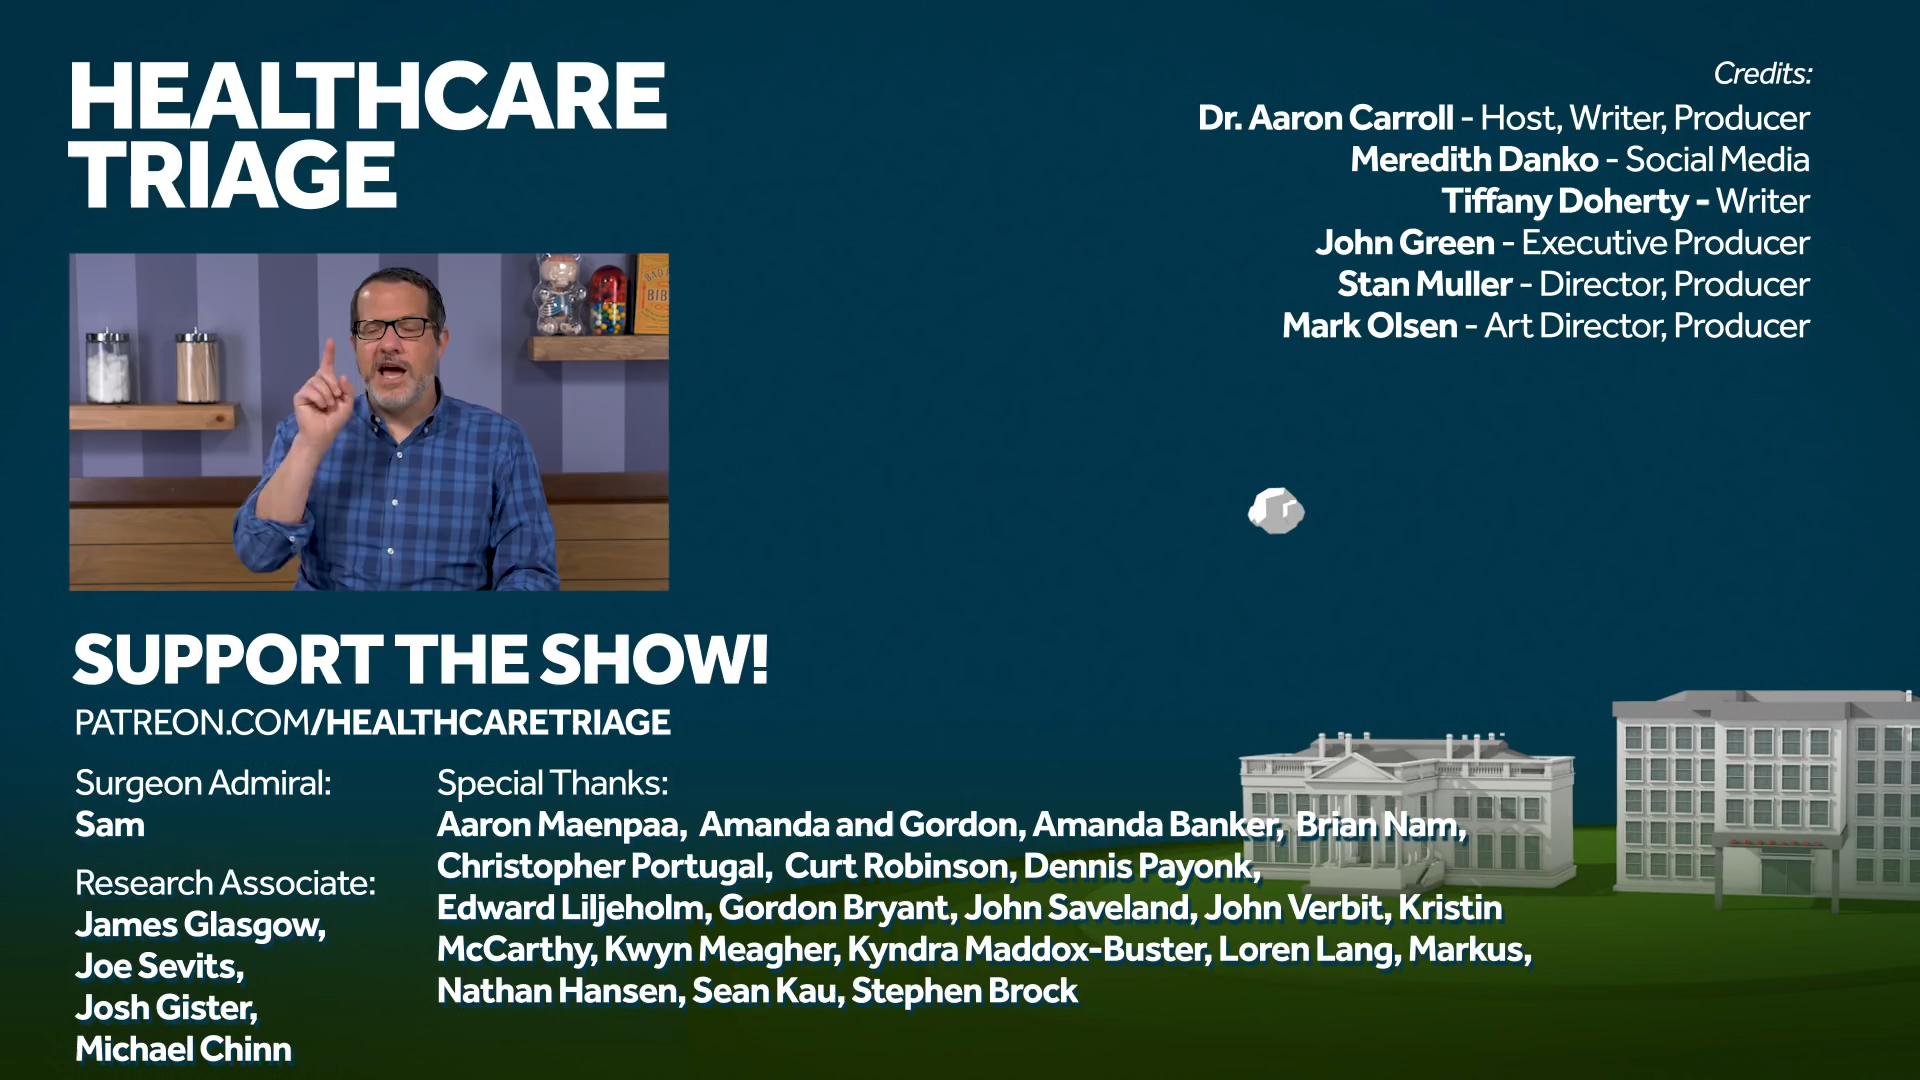 HEALTHCARE
TRIAGE
Credits:
Dr. Aaron Carroll - Host, Writer, Producer
Meredith Danko - Social Media
Tiffany Doherty - Writer
John Green - Executive Producer
Stan Muller - Director, Producer
Mark Olsen - Art Director, Producer
SUPPORT THE SHOW!
PATREON.COM/HEALTHCARETRIAGE
Surgeon Admiral:
Sam
Research Associate:
James Glasgow,
Joe Sevits,
Josh Gister,
Michael Chinn
Special Thanks:
Aaron Maenpaa, Amanda and Gordon, Amanda Banker, Brian Nam,
Christopher Portugal, Curt Robinson, Dennis Payonk,
Edward Liljeholm, Gordon Bryant, John Saveland, John Verbit, Kristin
McCarthy, Kwyn Meagher, Kyndra Maddox-Buster, Loren Lang, Markus,
Nathan Hansen, Sean Kau, Stephen Brock